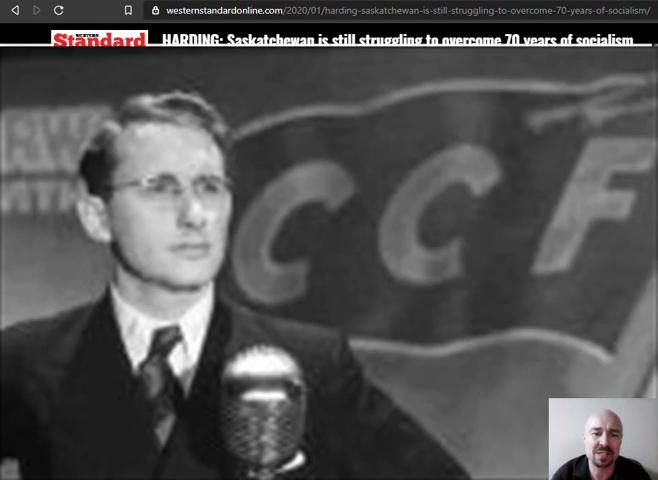 westernstandardonline.com/2020/01/harding-saskatchewan-is-still-struggling-to-overcome-70-years-of-socialism/
WESTERN
Standard HARDING: Saskatchewan is still struggling to overcome 70 years of socialism
CCF